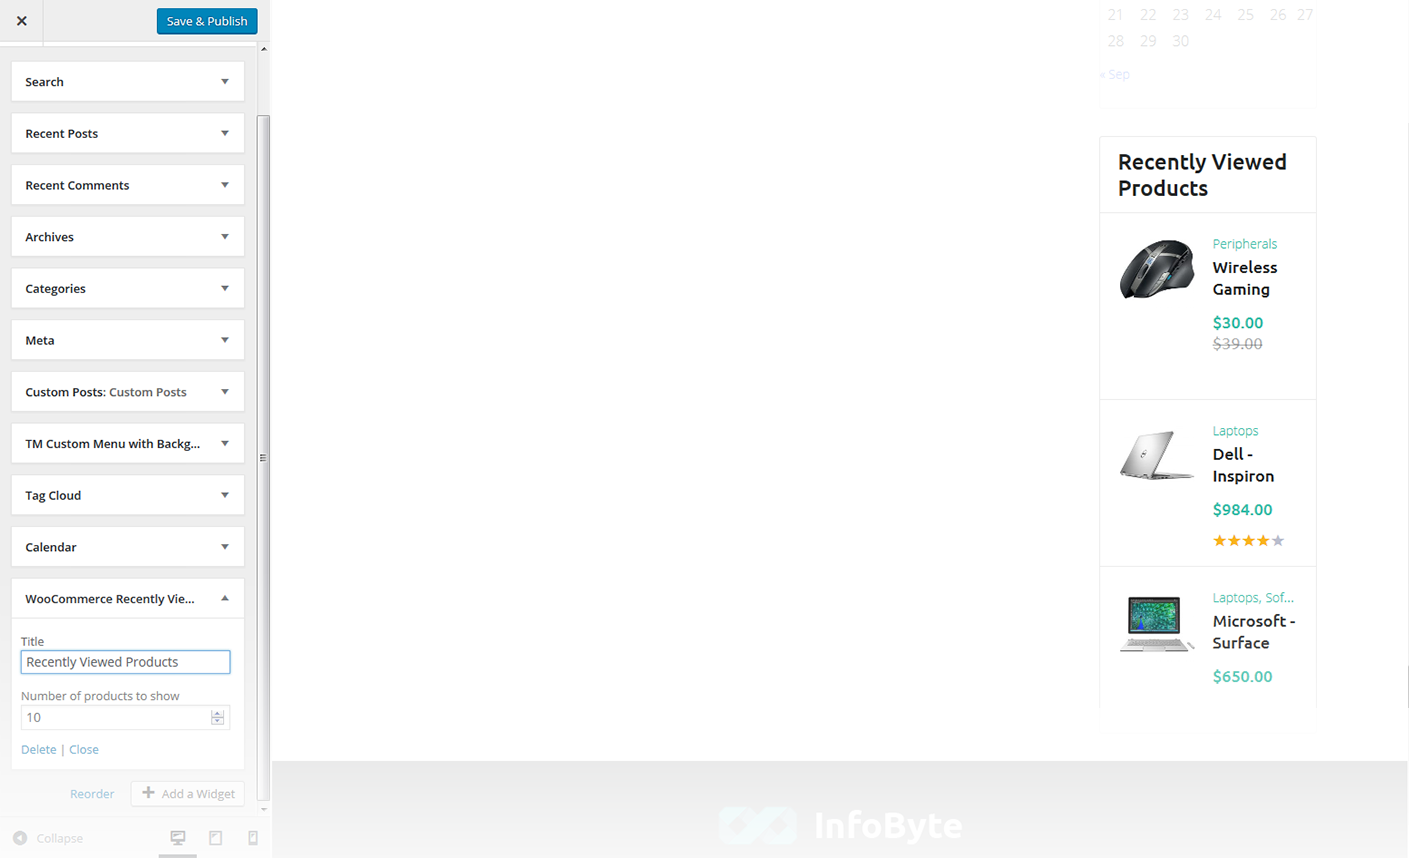 Save & Publish
Search
Recent Posts
Recent Comments
Archives
Categories
Meta
Custom Posts: Custom Posts
TM Custom Menu with Backg...
Tag Cloud
Calendar
WooCommerce Recently Vie...
Title
Recently Viewed Products
Number of products to show
10
Delete | Close
Reorder
Add a Widget
Collapse
21 22 23 24 25 26 27
28 29 30
« Sep
Recently Viewed
Products
Peripherals
Wireless
Gaming
$30.00
$39.00
Laptops
Dell -
Inspiron
$984.00
Laptops, Sof...
Microsoft -
Surface
$650.00
InfoByte